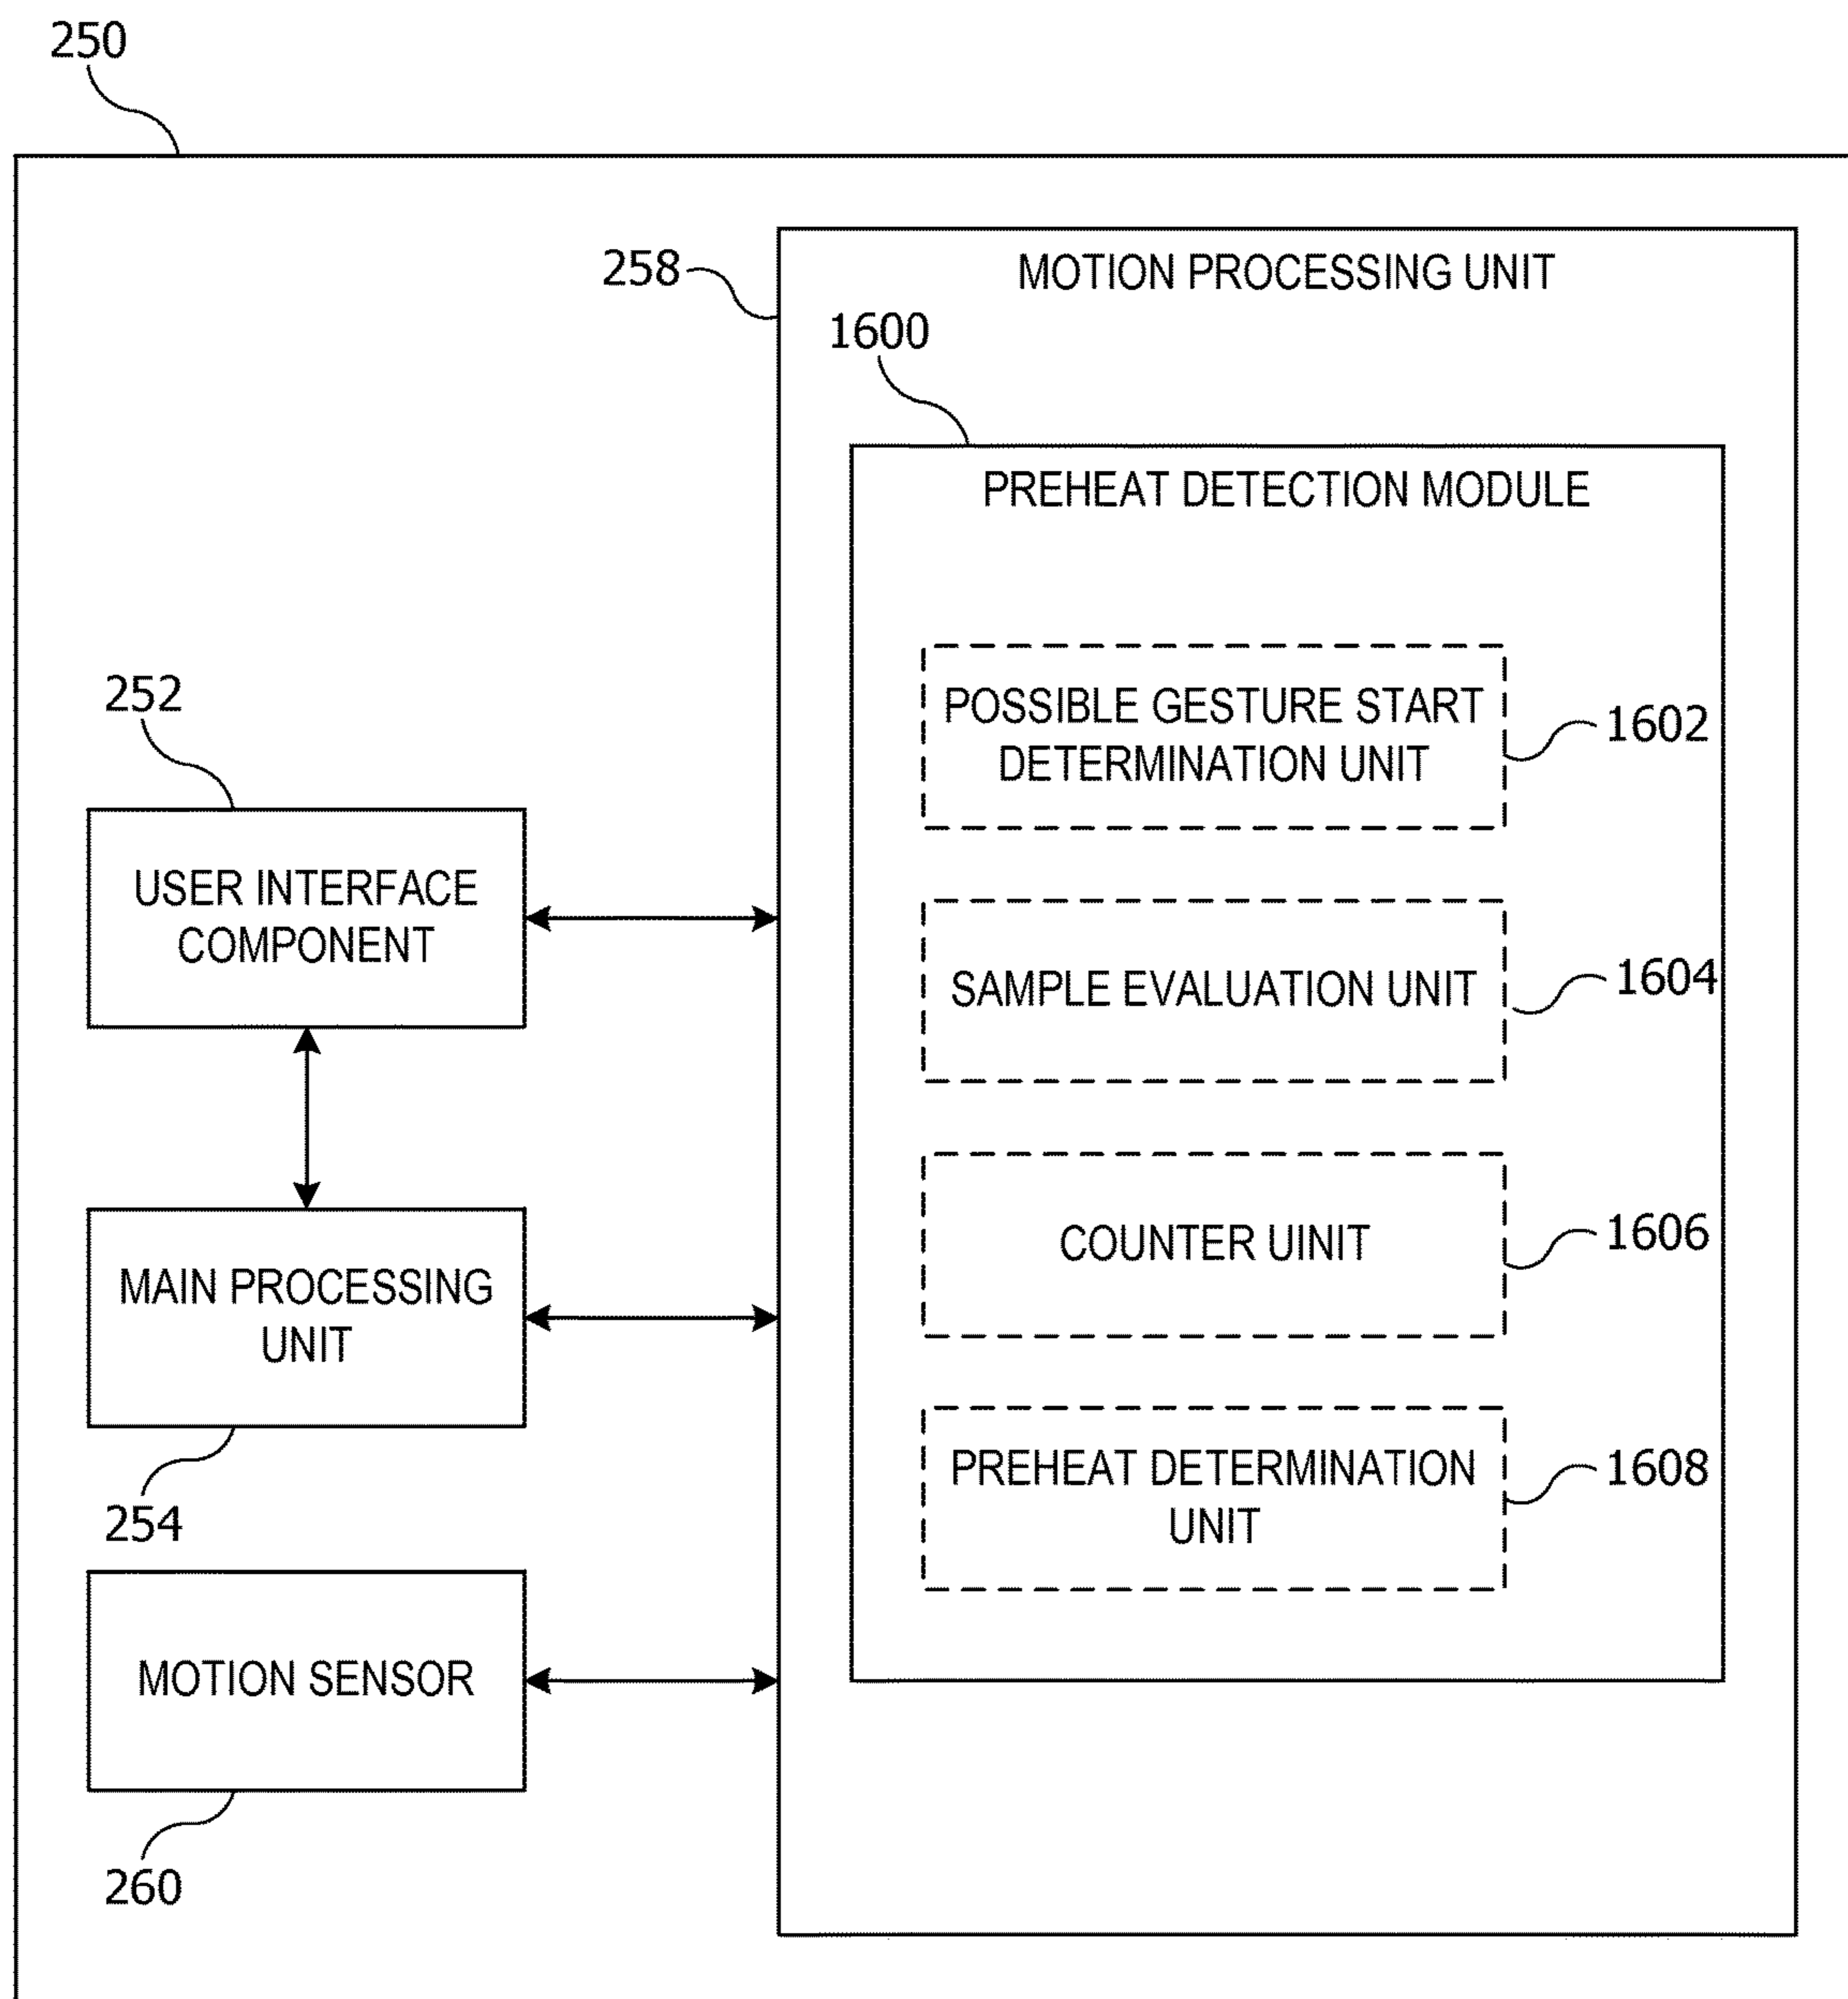 250
258
MOTION PROCESSING UNIT
1600
PREHEAT DETECTION MODULE
POSSIBLE GESTURE START
DETERMINATION UNIT
1602
252
USER INTERFACE
COMPONENT
SAMPLE EVALUATION UNIT
1604
COUNTER UINIT
1606
MAIN PROCESSING
UNIT
254
PREHEAT DETERMINATION
UNIT
1608
MOTION SENSOR
260